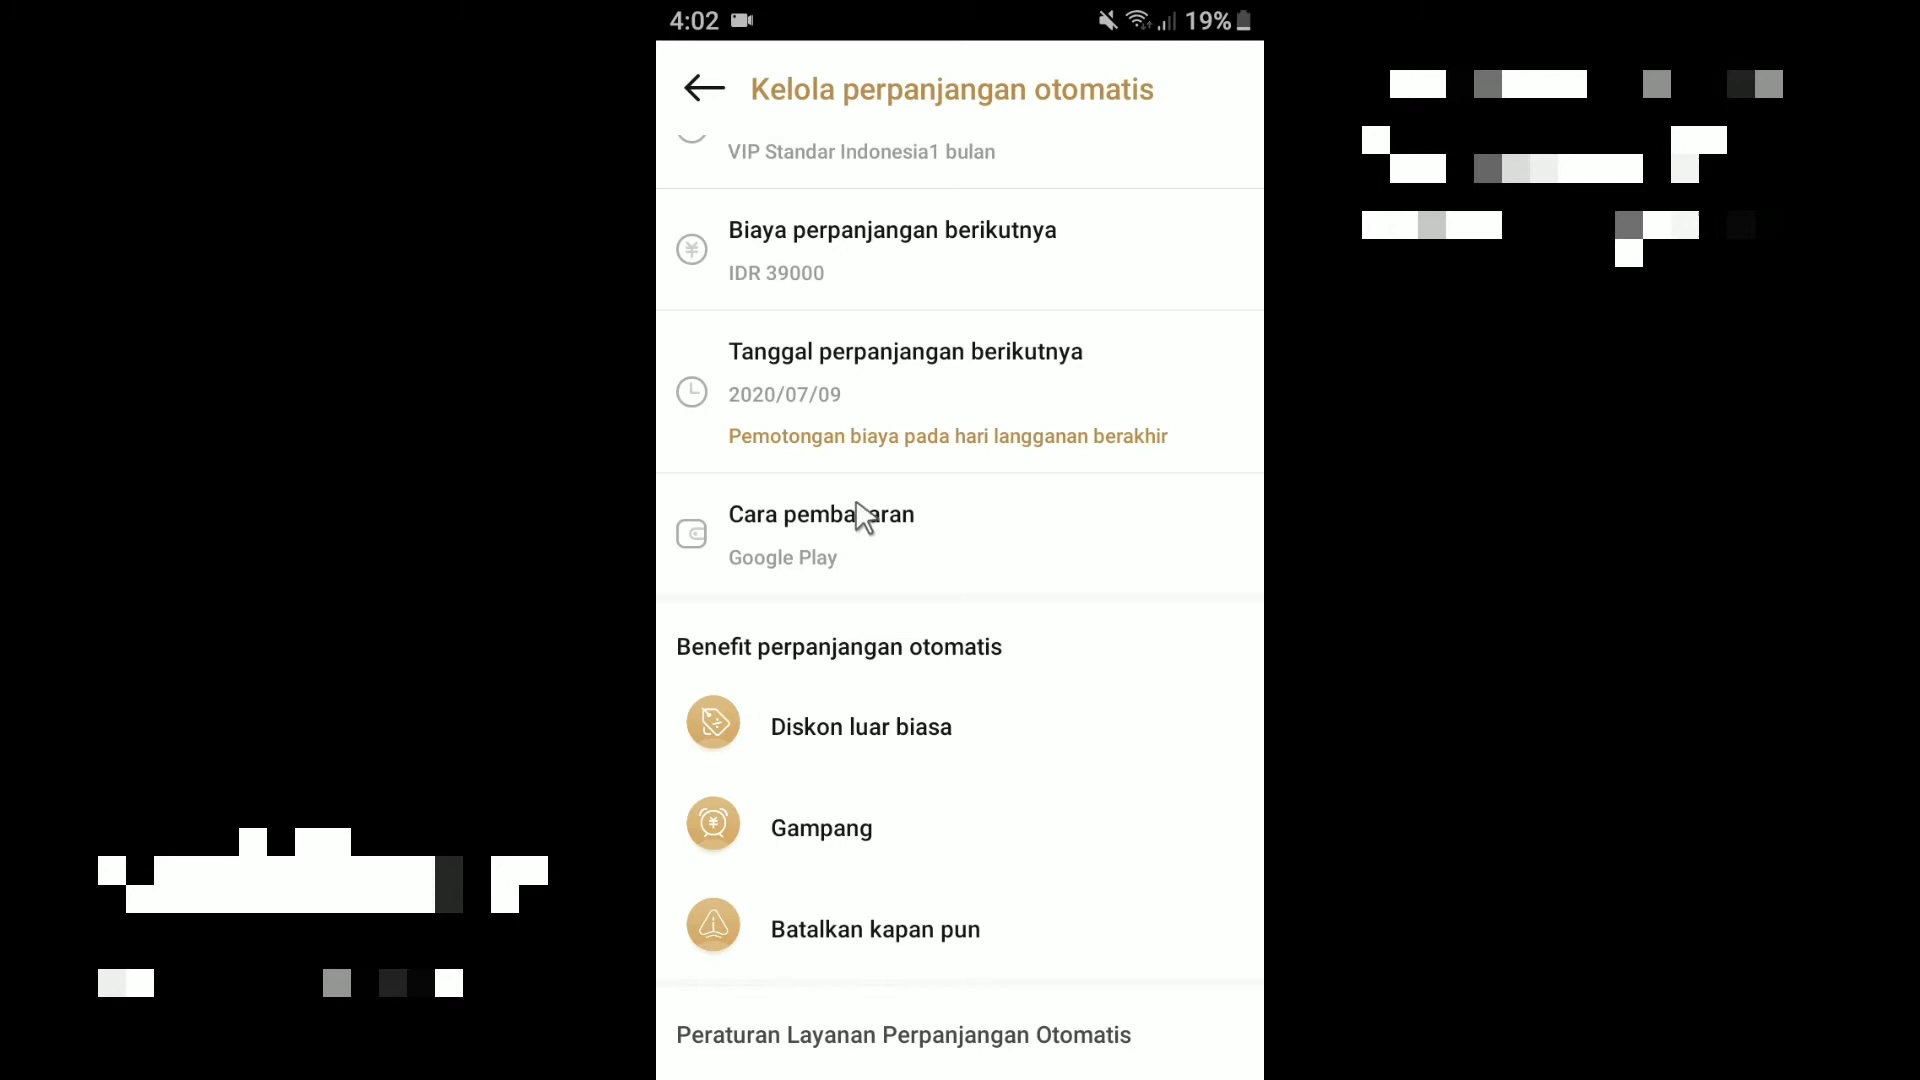 4:02
19%
Kelola perpanjangan otomatis
VIP Standar Indonesia1 bulan
Biaya perpanjangan berikutnya
IDR 39000
Tanggal perpanjangan berikutnya
2020/07/09
Pemotongan biaya pada hari langganan berakhir
Cara pembayaran
Google Play
Benefit perpanjangan otomatis
Diskon luar biasa
Gampang
Batalkan kapan pun
Peraturan Layanan Perpanjangan Otomatis